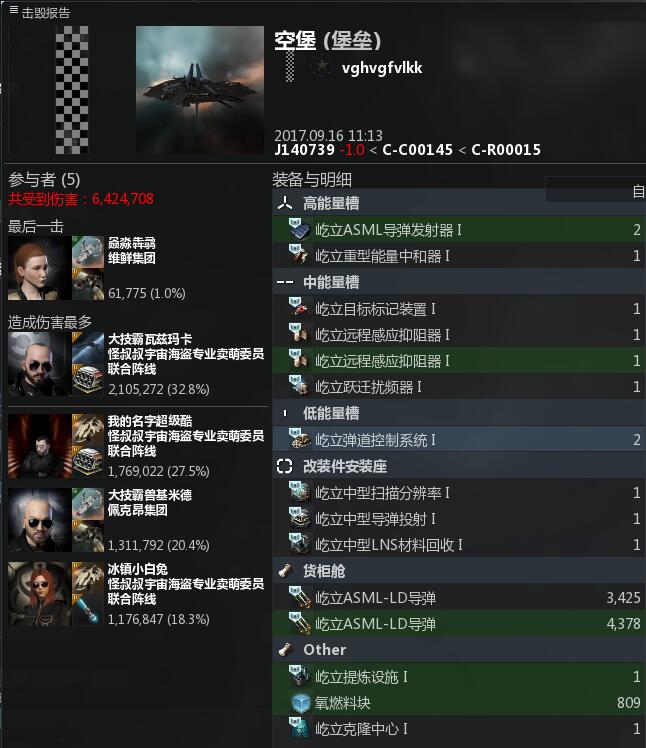 击毁报告
空堡 (堡垒)
vghvgfvlkk
2017.09.16 11:13
J140739 -1.0 < C-C00145 < C-R00015
参与者 (5)
共受到伤害：6,424,708
最后一击
维鲜集团
61,775 (1.0%)
造成伤害最多
大技霸瓦兹玛卡
怪叔叔宇宙海盗专业卖萌委员
联合阵线
2,105,272 (32.8%)
我的名字超级酷
怪叔叔宇宙海盗专业卖萌委员
联合阵线
1,769,022 (27.5%)
大技霸兽基米德
佩克昂集团
1,311,792 (20.4%)
冰镇小白兔
怪叔叔宇宙海盗专业卖萌委员
联合阵线
1,176,847 (18.3%)
装备与明细
自
高能量槽
屹立ASML导弹发射器 I 2
屹立重型能量中和器 I 1
中能量槽
屹立目标标记装置 I 1
屹立远程感应抑阻器 I 1
屹立远程感应抑阻器 I 1
屹立跃迁扰频器 I 1
低能量槽
屹立弹道控制系统 I 2
改装件安装座
屹立中型扫描分辨率 I 1
屹立中型导弹投射 I 1
屹立中型LNS材料回收 I 1
货柜舱
屹立ASML-LD导弹 3,425
屹立ASML-LD导弹 4,378
Other
屹立提炼设施 I 1
氧燃料块 809
屹立克隆中心 I 1